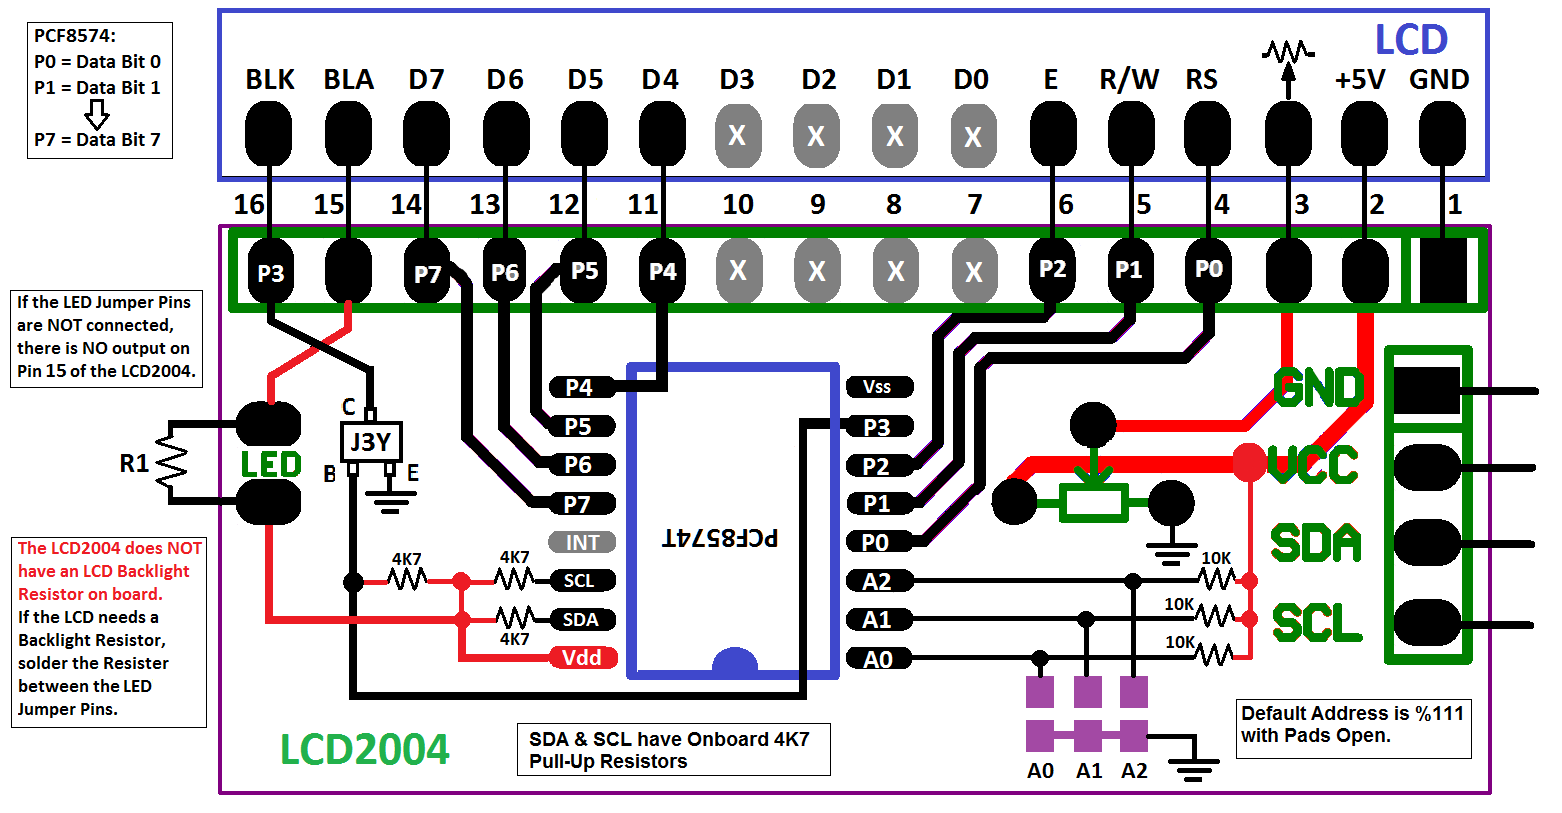 PCF8574:
P0 = Data Bit 0
P1 = Data Bit 1
P7 = Data Bit 7
LCD
BLK BLA D7 D6 D5 D4 D3 D2 D1 D0 E R/W RS +5V GND
X X X X
16 15 14 13 12 11 10 9 8 7 6 5 4 3 2 1
P3 P7 P6 P5 P4 X X X X P2 P1 P0
If the LED Jumper Pins
are NOT connected,
there is NO output on
Pin 15 of the LCD2004.
C
J3Y
B E
R1
LED
P4
P5
P6
P7
INT
SCL
SDA
Vdd
4K7 4K7
4K7
PCF8574T
Vss
P3
P2
P1
P0
A2
A1
A0
10K
10K
10K
GND
VCC
SDA
SCL
The LCD2004 does NOT
have an LCD Backlight
Resistor on board.
If the LCD needs a
Backlight Resistor,
solder the Resister
between the LED
Jumper Pins.
LCD2004
SDA & SCL have Onboard 4K7
Pull-Up Resistors
A0 A1 A2
Default Address is %111
with Pads Open.